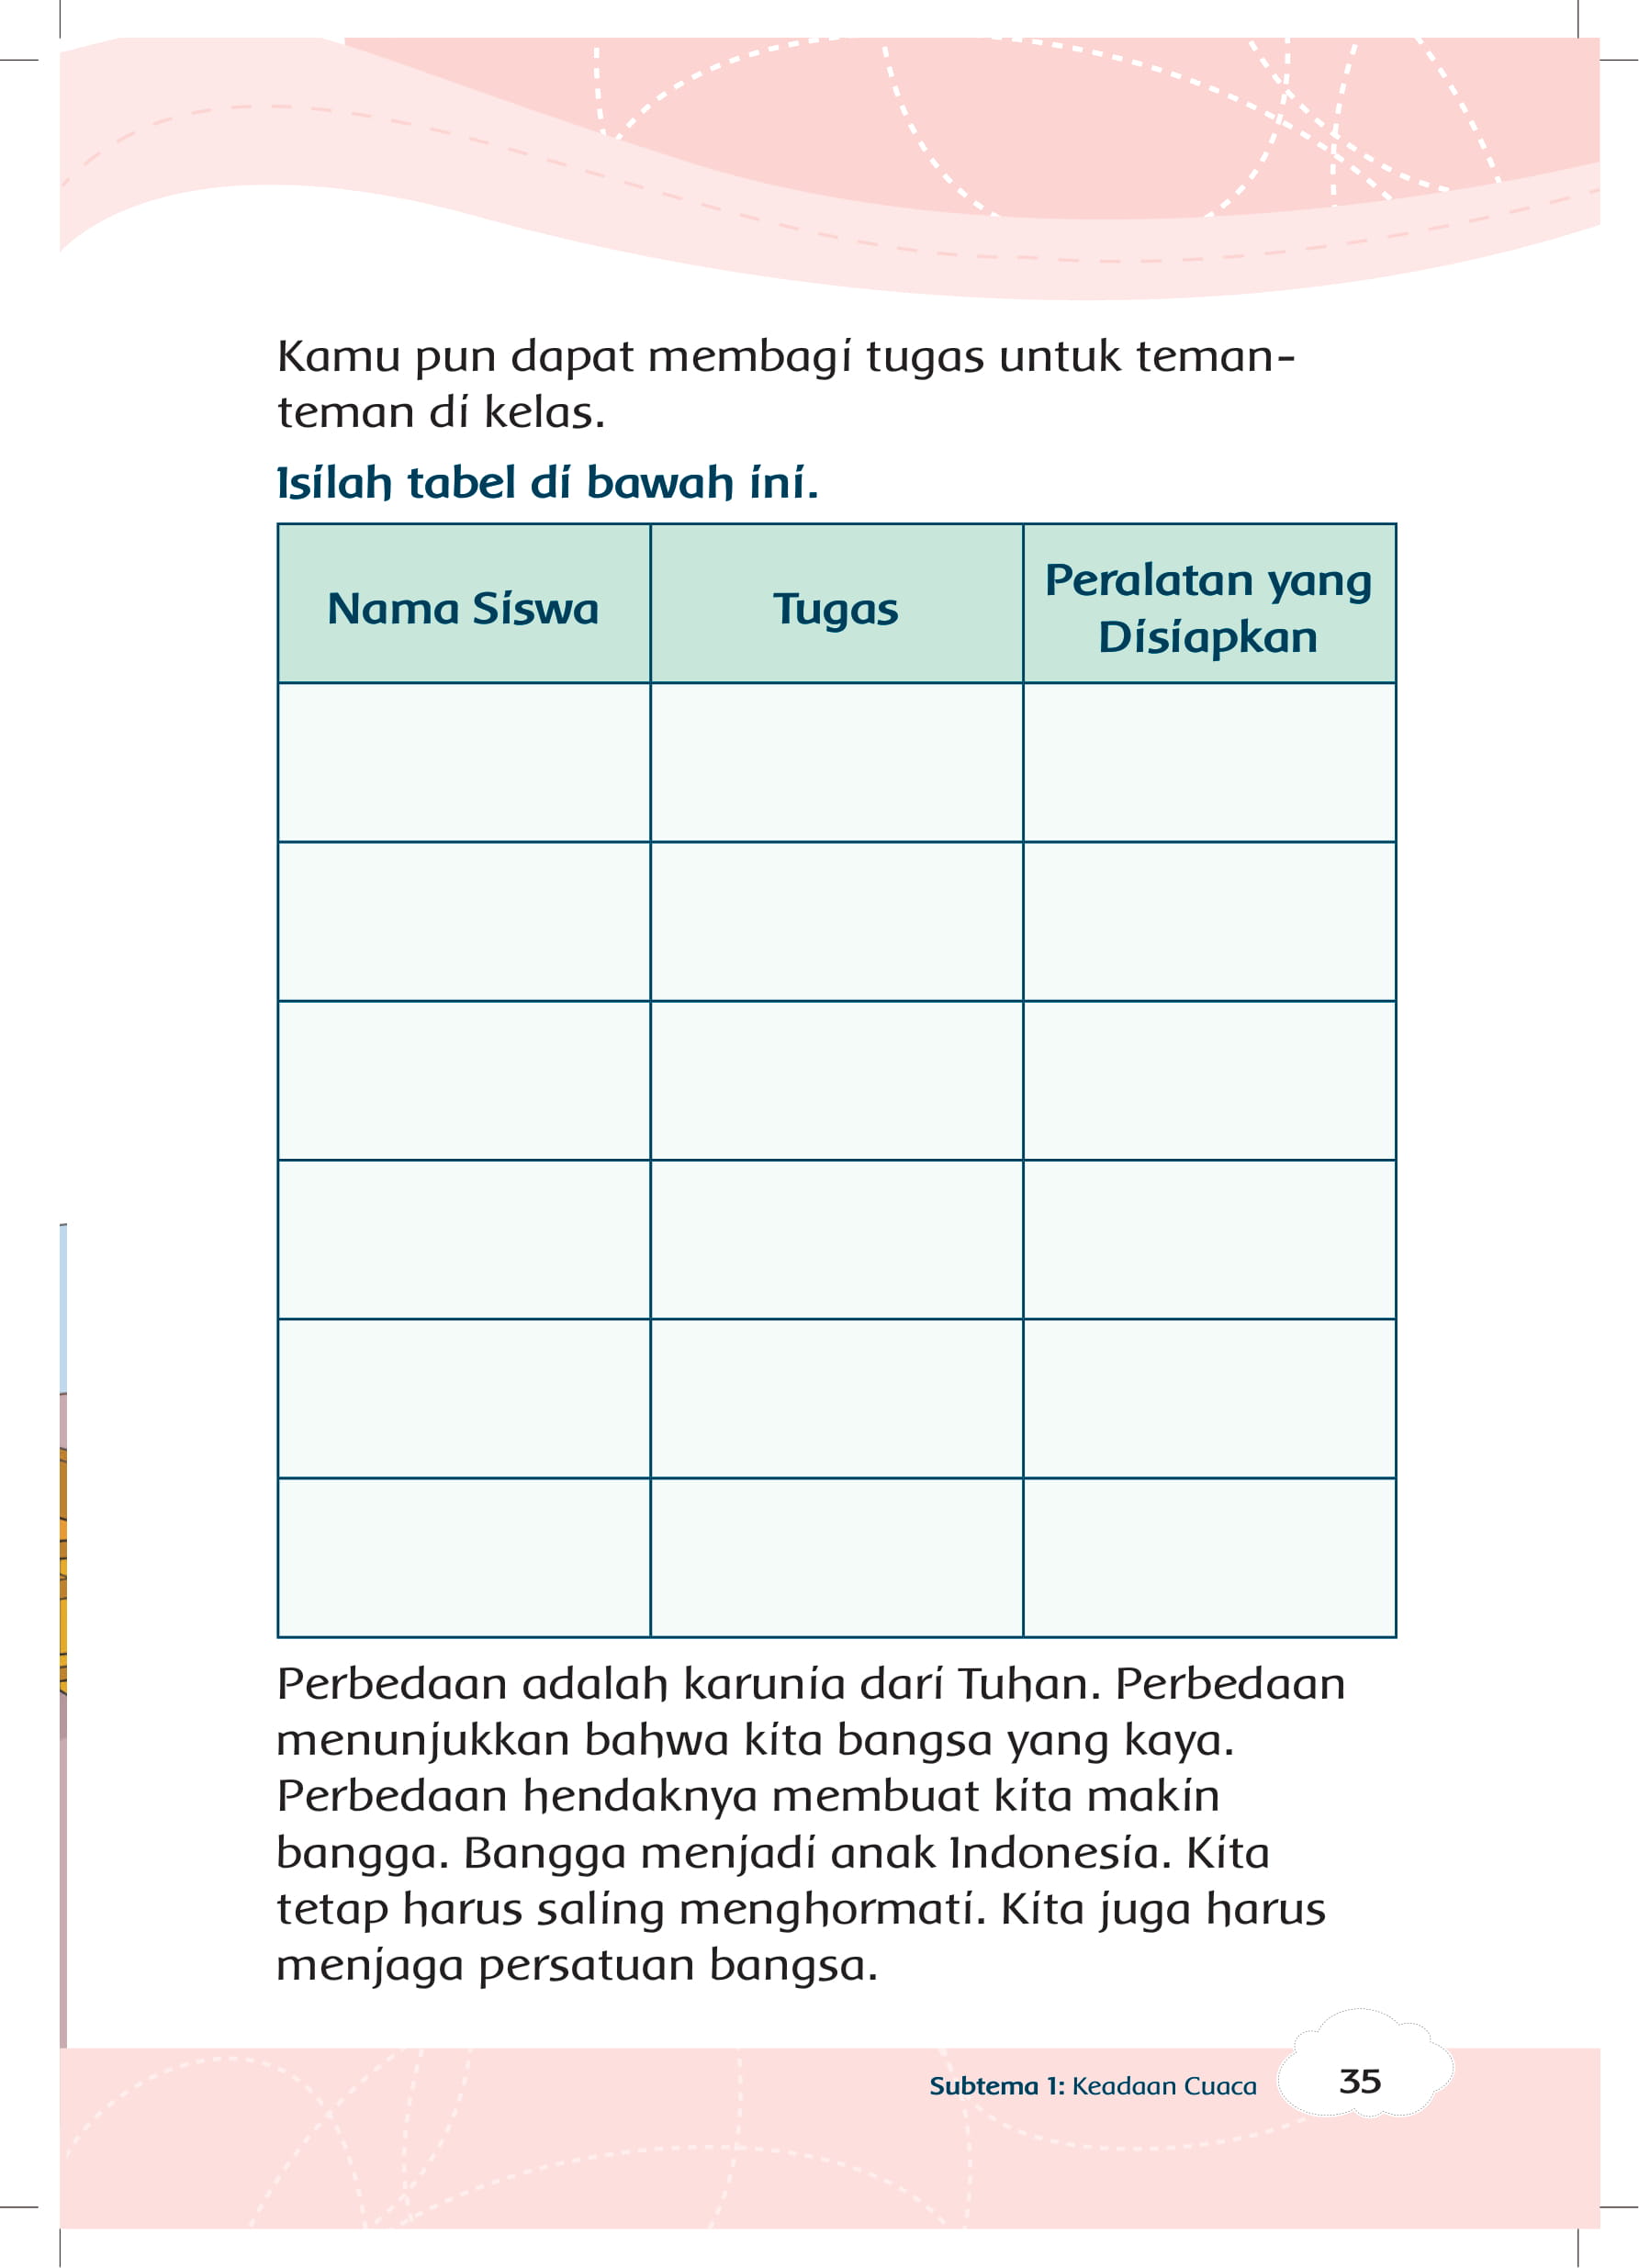 Kamu pun dapat membagi tugas untuk teman-
teman di kelas.
Isilah tabel di bawah ini.
Nama Siswa
Tugas
Peralatan yang
Disiapkan
Perbedaan adalah karunia dari Tuhan. Perbedaan
menunjukkan bahwa kita bangsa yang kaya.
Perbedaan hendaknya membuat kita makin
bangga. Bangga menjadi anak Indonesia. Kita
tetap harus saling menghormati. Kita juga harus
menjaga persatuan bangsa.
Subtema 1: Keadaan Cuaca
35